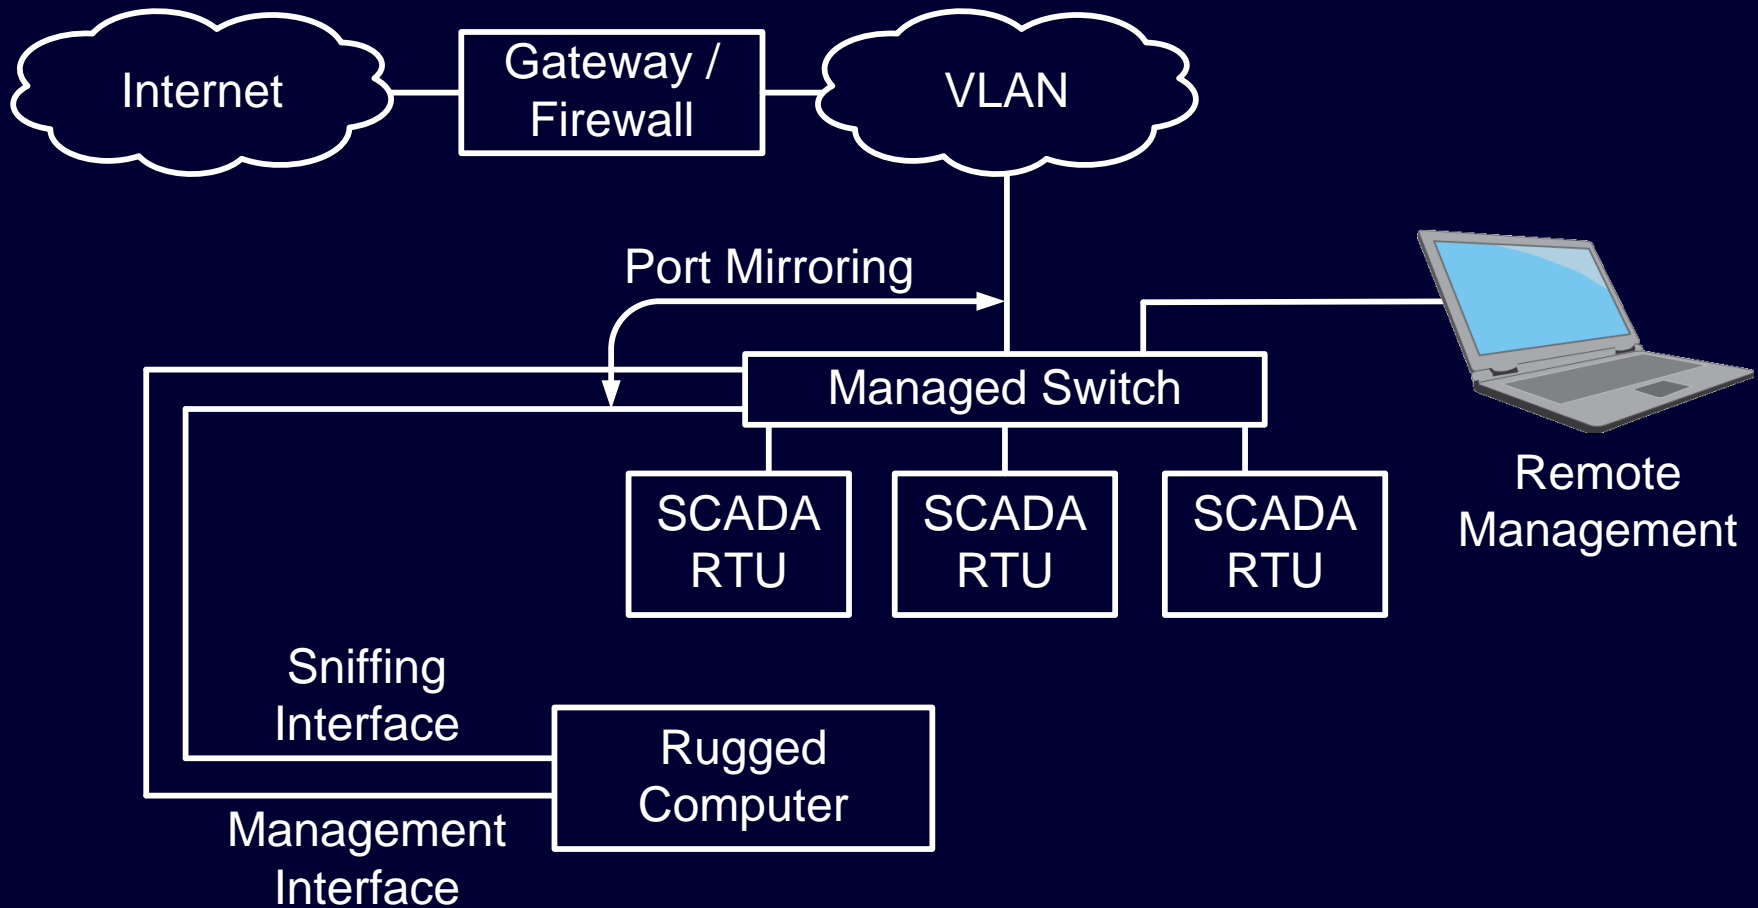 Internet
Gateway /
Firewall
VLAN
Port Mirroring
Managed Switch
SCADA
RTU
SCADA
RTU
SCADA
RTU
Remote
Management
Sniffing
Interface
Rugged
Computer
Management
Interface